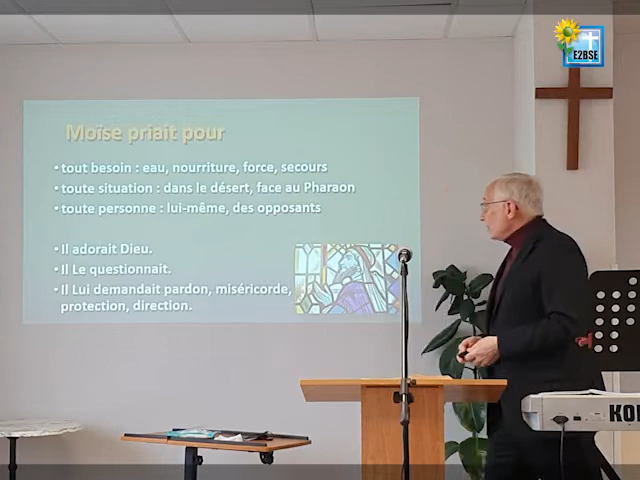 E2BSE
Moïse priait pour
• tout besoin : eau, nourriture, force, secours
• toute situation : dans le désert, face au Pharaon
• toute personne : lui-même, des opposants
• Il adorait Dieu.
• Il Le questionnait.
• Il Lui demandait pardon, miséricorde,
protection, direction.
KO